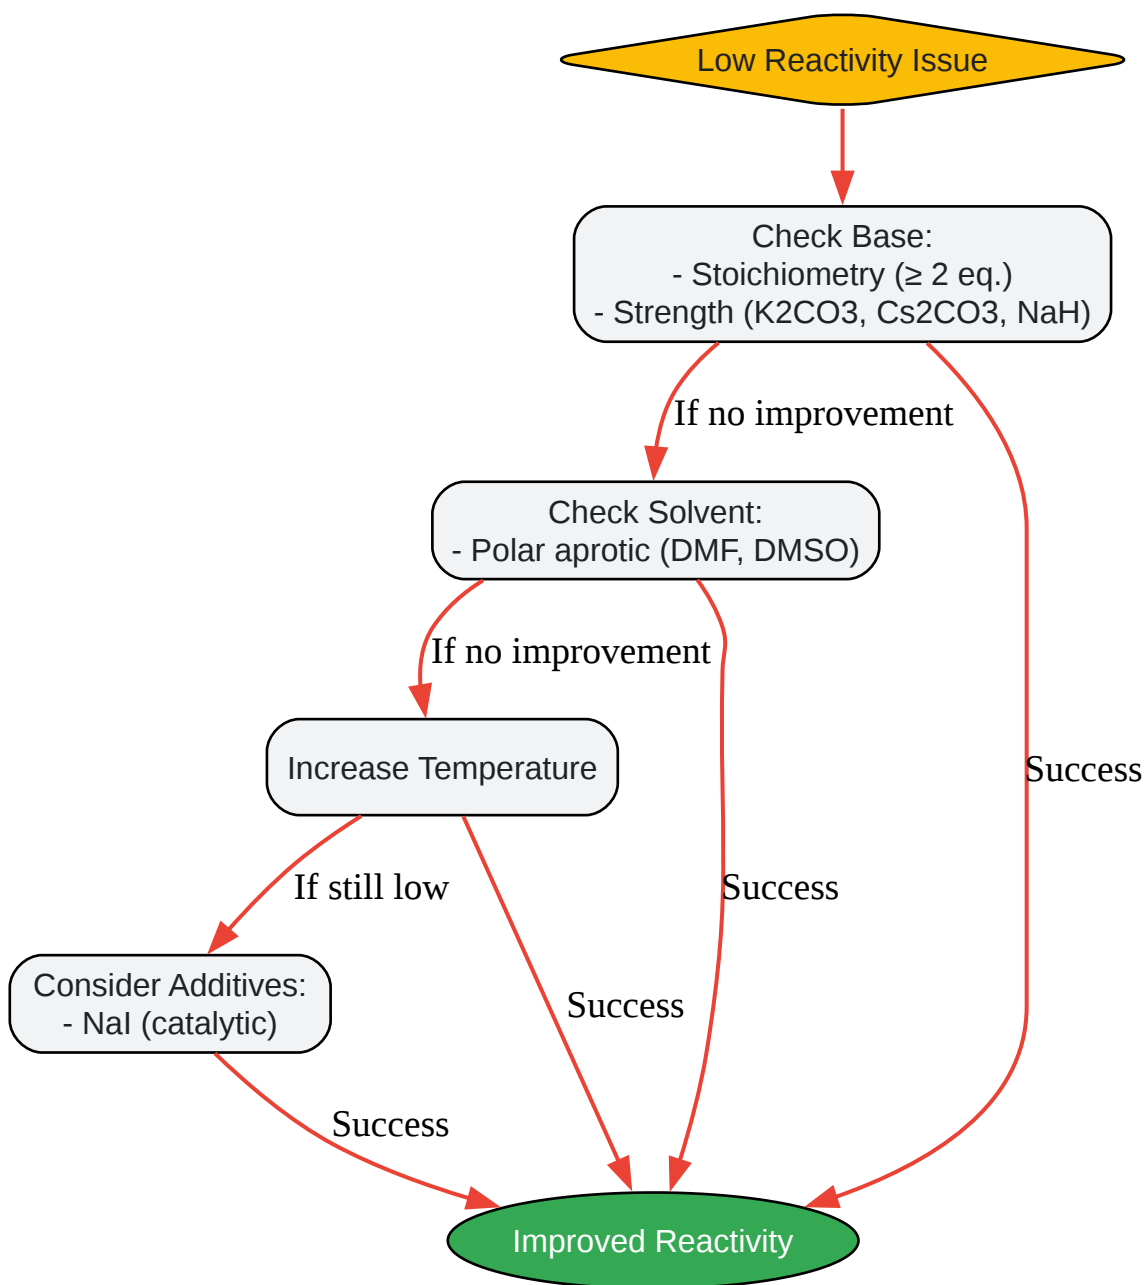 Low Reactivity Issue
Check Base:
- Stoichiometry (≥ 2 eq.)
- Strength (K2CO3, Cs2CO3, NaH)
If no improvement
Check Solvent:
- Polar aprotic (DMF, DMSO)
If no improvement
Increase Temperature
Success
If still low
Success
Consider Additives:
- NaI (catalytic)
Success
Success
Improved Reactivity